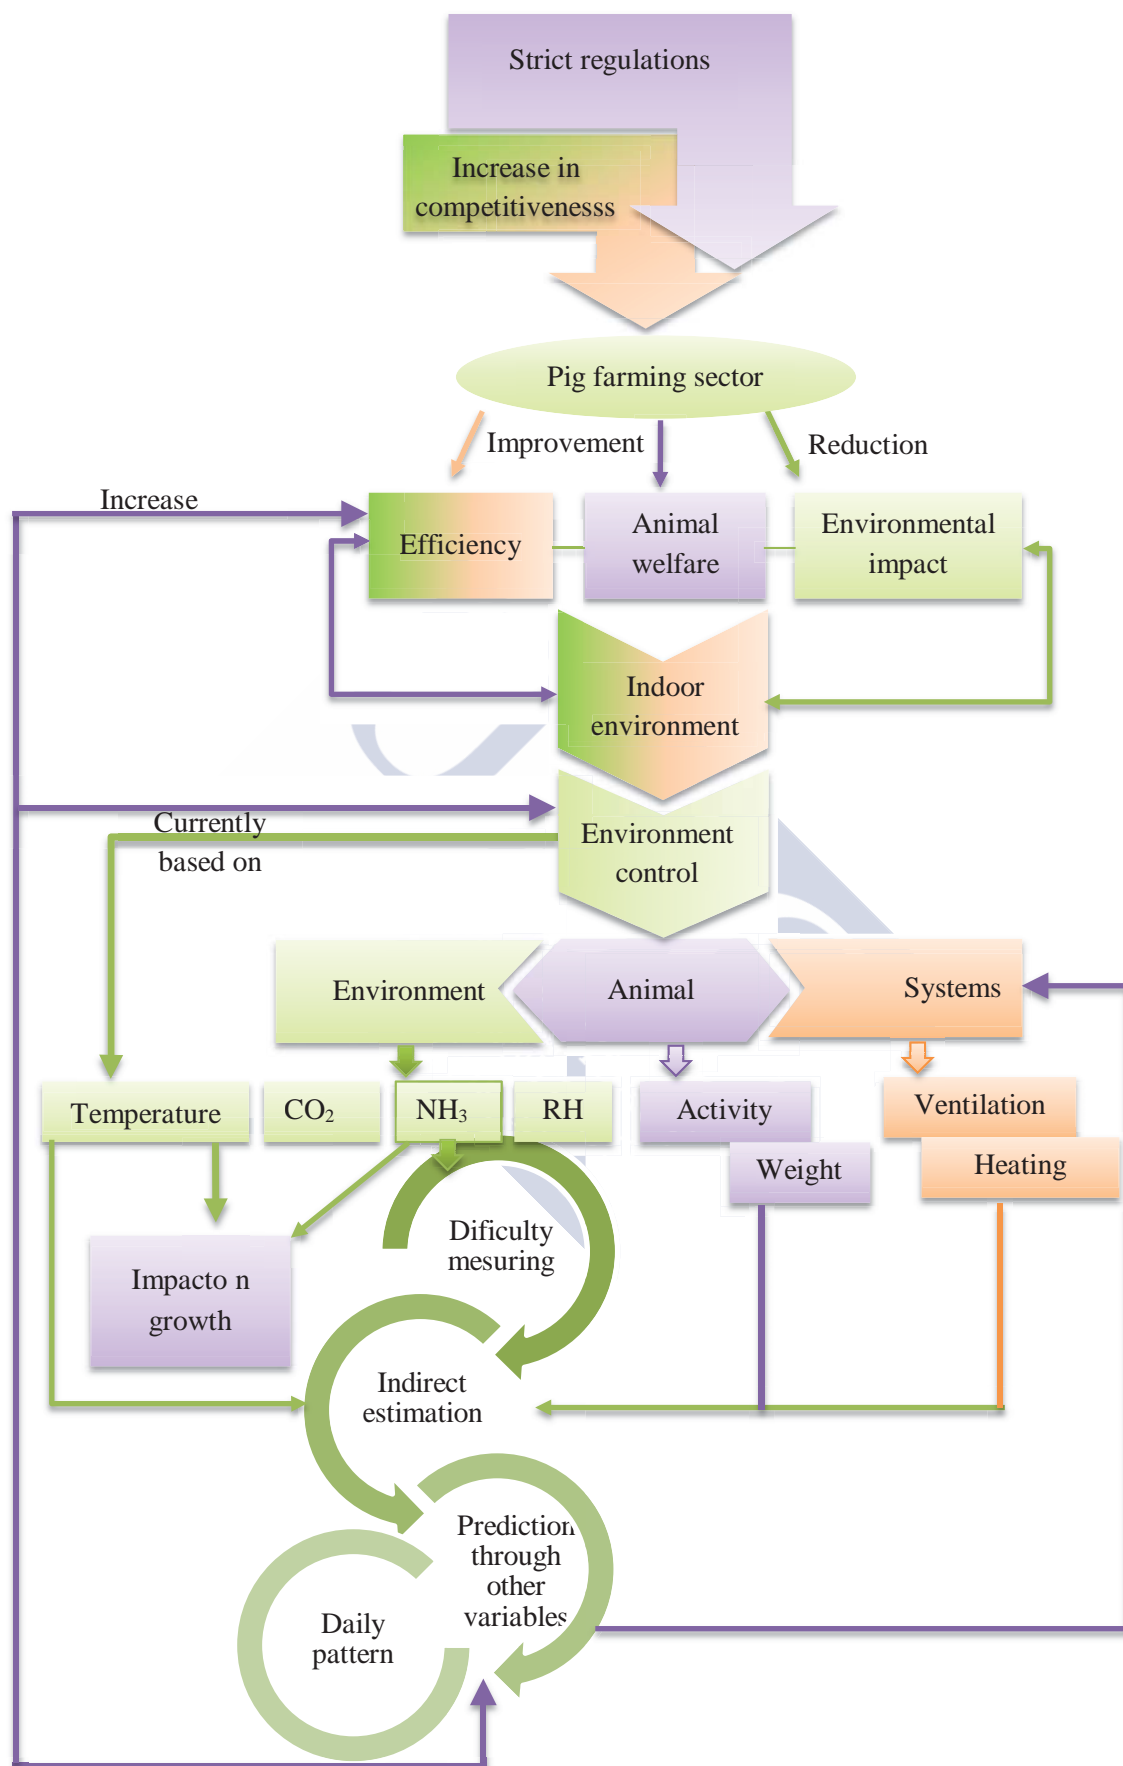 Strict regulations
Increase in
competitivenesss
Pig farming sector
Improvement
Reduction
Increase
Efficiency
Animal
welfare
Environmental
impact
Indoor
environment
Currently
based on
Environment
control
Environment
Animal
Systems
Temperature
CO₂
NH₃
RH
Activity
Weight
Ventilation
Heating
Dificulty
mesuring
Impacto n
growth
Indirect
estimation
Prediction
through
other
variables
Daily
pattern